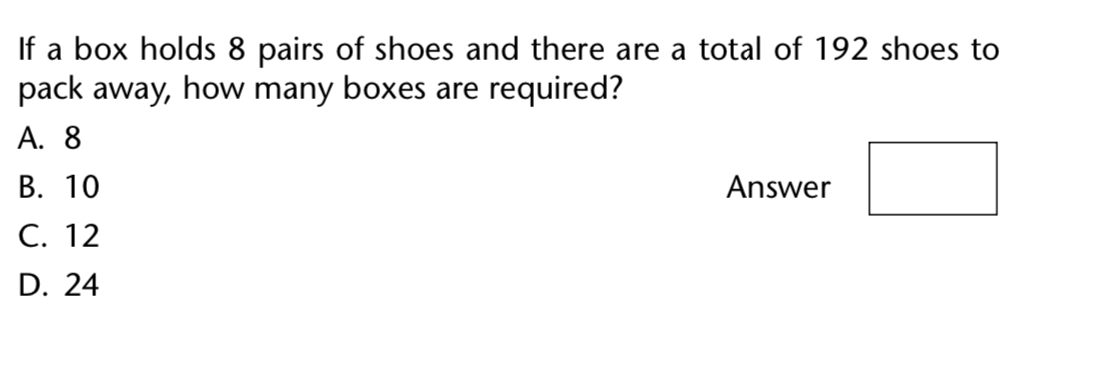 If a box holds 8 pairs of shoes and there are a total of 192 shoes to
pack away, how many boxes are required?
A. 8
B. 10
Answer
C. 12
D. 24